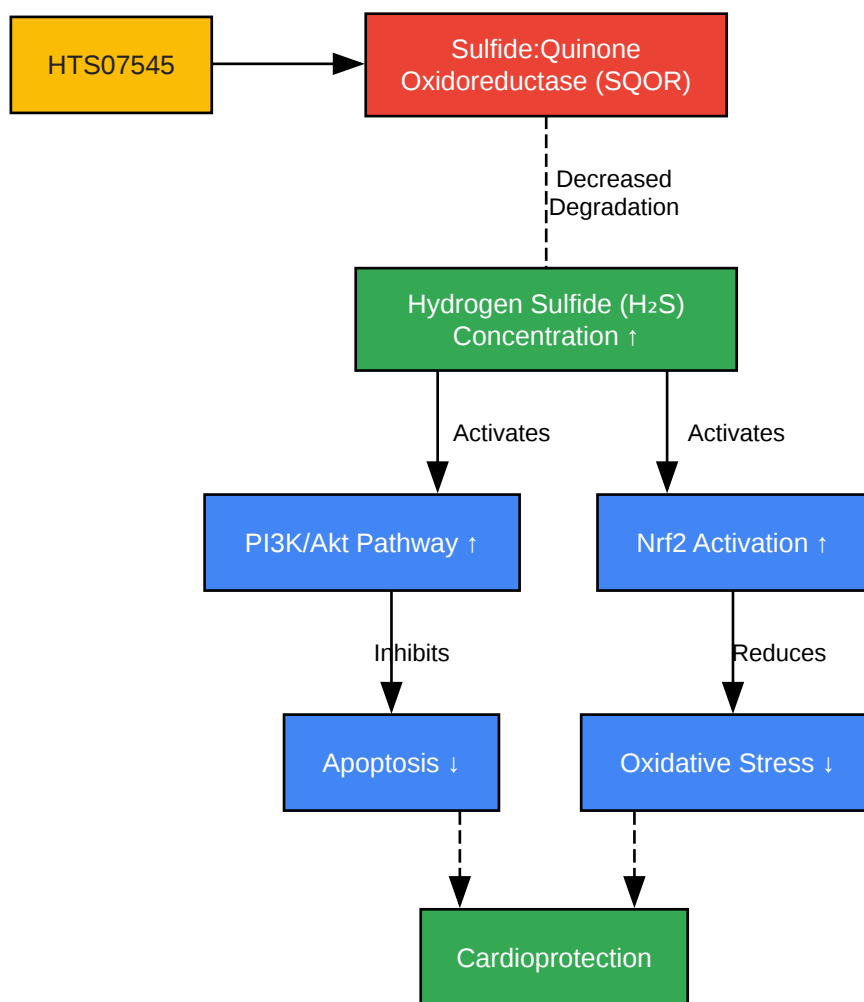 HTS07545
Sulfide:Quinone
Oxidoreductase (SQOR)
Decreased
Degradation
Hydrogen Sulfide (H₂S)
Concentration ↑
Activates
Activates
PI3K/Akt Pathway ↑
Nrf2 Activation ↑
Inhibits
Reduces
Apoptosis ↓
Oxidative Stress ↓
Cardioprotection